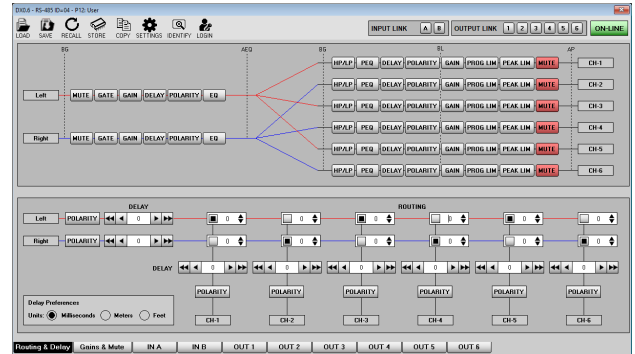 DX0.6 - RS-485 ID=04 - P12: User
LOAD SAVE RECALL STORE COPY SETTINGS IDENTIFY LOGIN INPUT LINK A B OUTPUT LINK 1 2 3 4 5 6 ON-LINE
BG AEQ BG BL AP
HP/LP PEQ DELAY POLARITY GAIN PROG LIM PEAK LIM MUTE CH-1
HP/LP PEQ DELAY POLARITY GAIN PROG LIM PEAK LIM MUTE CH-2
Left MUTE GATE GAIN DELAY POLARITY EQ
HP/LP PEQ DELAY POLARITY GAIN PROG LIM PEAK LIM MUTE CH-3
HP/LP PEQ DELAY POLARITY GAIN PROG LIM PEAK LIM MUTE CH-4
Right MUTE GATE GAIN DELAY POLARITY EQ
HP/LP PEQ DELAY POLARITY GAIN PROG LIM PEAK LIM MUTE CH-5
HP/LP PEQ DELAY POLARITY GAIN PROG LIM PEAK LIM MUTE CH-6
DELAY ROUTING
Left POLARITY 0 0 0 0 0 0 0
Right POLARITY 0 0 0 0 0 0 0
DELAY 0 0 0 0 0 0
POLARITY POLARITY POLARITY POLARITY POLARITY POLARITY
Delay Preferences
Units: Milliseconds Meters Feet
CH-1 CH-2 CH-3 CH-4 CH-5 CH-6
Routing & Delay Gains & Mute IN A IN B OUT 1 OUT 2 OUT 3 OUT 4 OUT 5 OUT 6